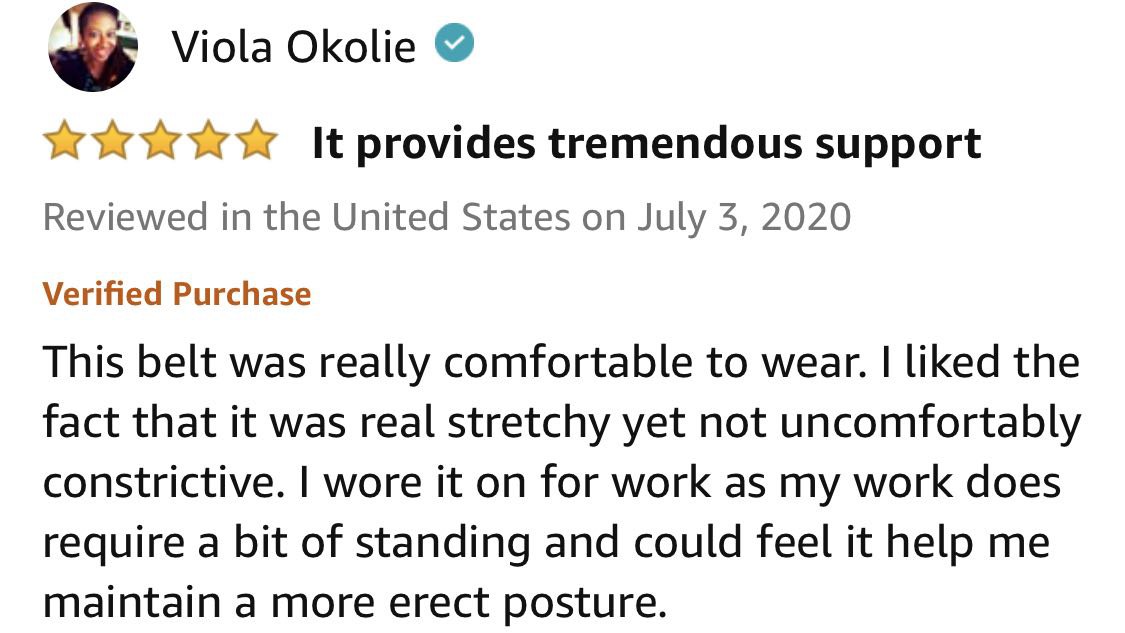 Viola Okolie
It provides tremendous support
Reviewed in the United States on July 3, 2020
Verified Purchase
This belt was really comfortable to wear. I liked the
fact that it was real stretchy yet not uncomfortably
constrictive. I wore it on for work as my work does
require a bit of standing and could feel it help me
maintain a more erect posture.